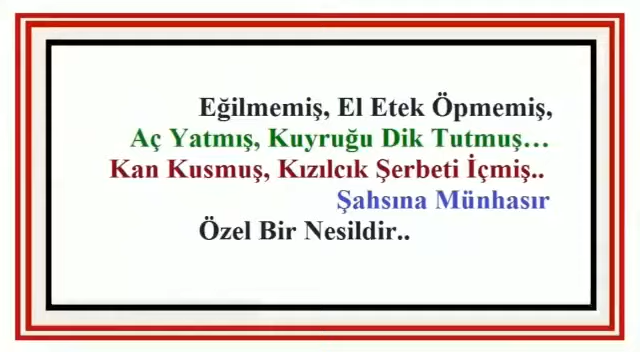 Eğilmemiş, El Etek Öpmemiş,
Aç Yatmış, Kuyruğu Dik Tutmuş…
Kan Kusmuş, Kızılcık Şerbeti İçmiş..
Şahsına Münhasır
Özel Bir Nesildir..